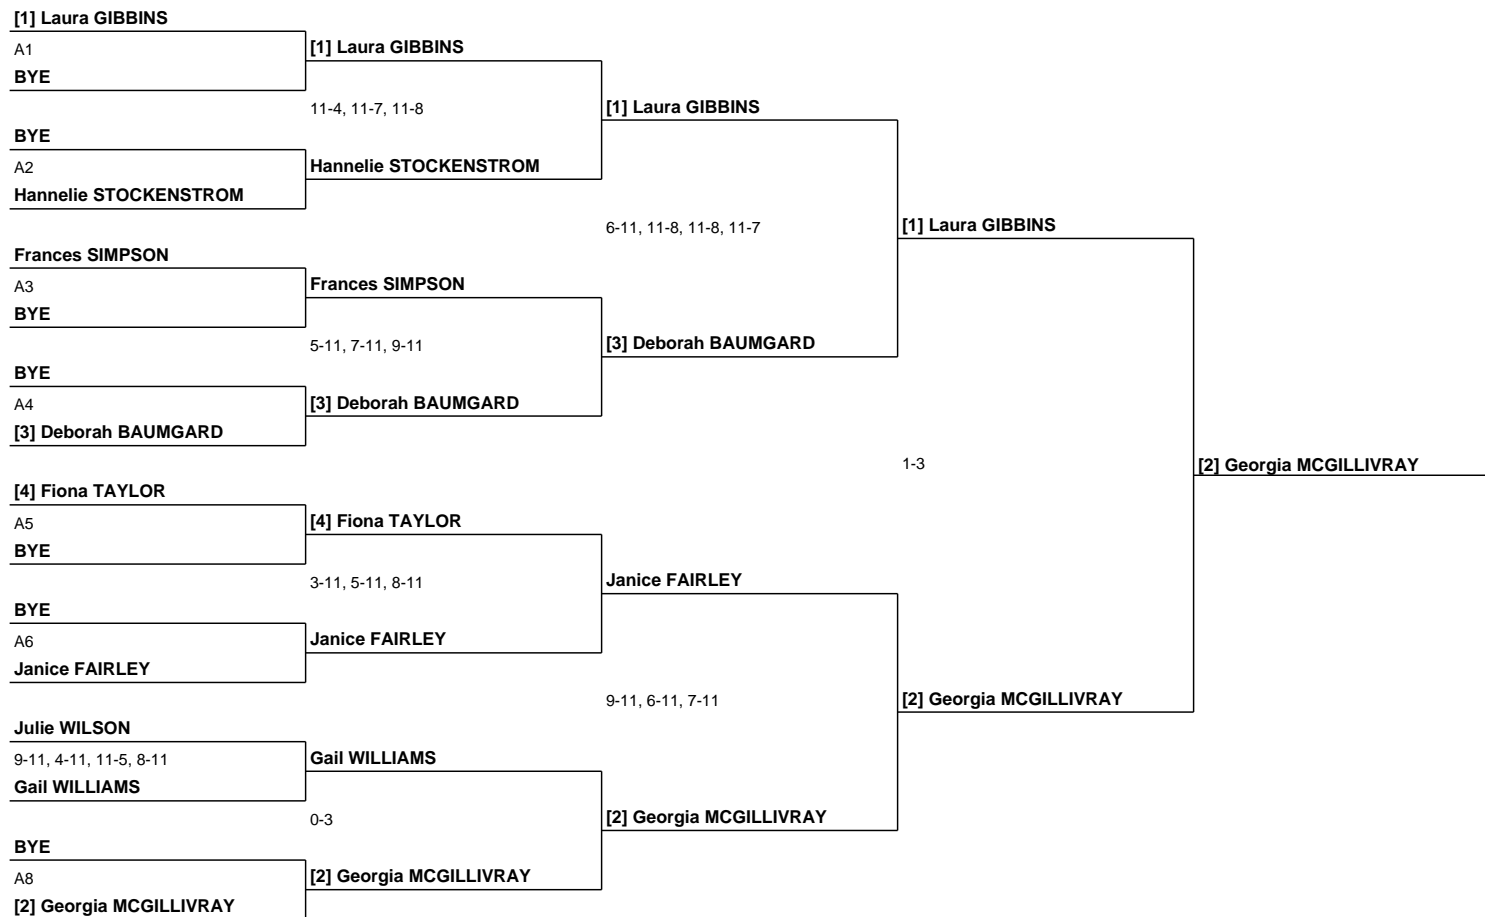 [1] Laura GIBBINS
A1
BYE
[1] Laura GIBBINS
11-4, 11-7, 11-8
BYE
A2
Hannelie STOCKENSTROM
Hannelie STOCKENSTROM
[1] Laura GIBBINS
6-11, 11-8, 11-8, 11-7
Frances SIMPSON
A3
BYE
Frances SIMPSON
5-11, 7-11, 9-11
BYE
A4
[3] Deborah BAUMGARD
[3] Deborah BAUMGARD
[3] Deborah BAUMGARD
[1] Laura GIBBINS
1-3
[4] Fiona TAYLOR
A5
BYE
[4] Fiona TAYLOR
3-11, 5-11, 8-11
BYE
A6
Janice FAIRLEY
Janice FAIRLEY
Janice FAIRLEY
9-11, 6-11, 7-11
Julie WILSON
9-11, 4-11, 11-5, 8-11
Gail WILLIAMS
Gail WILLIAMS
0-3
BYE
A8
[2] Georgia MCGILLIVRAY
[2] Georgia MCGILLIVRAY
[2] Georgia MCGILLIVRAY
[2] Georgia MCGILLIVRAY
[2] Georgia MCGILLIVRAY